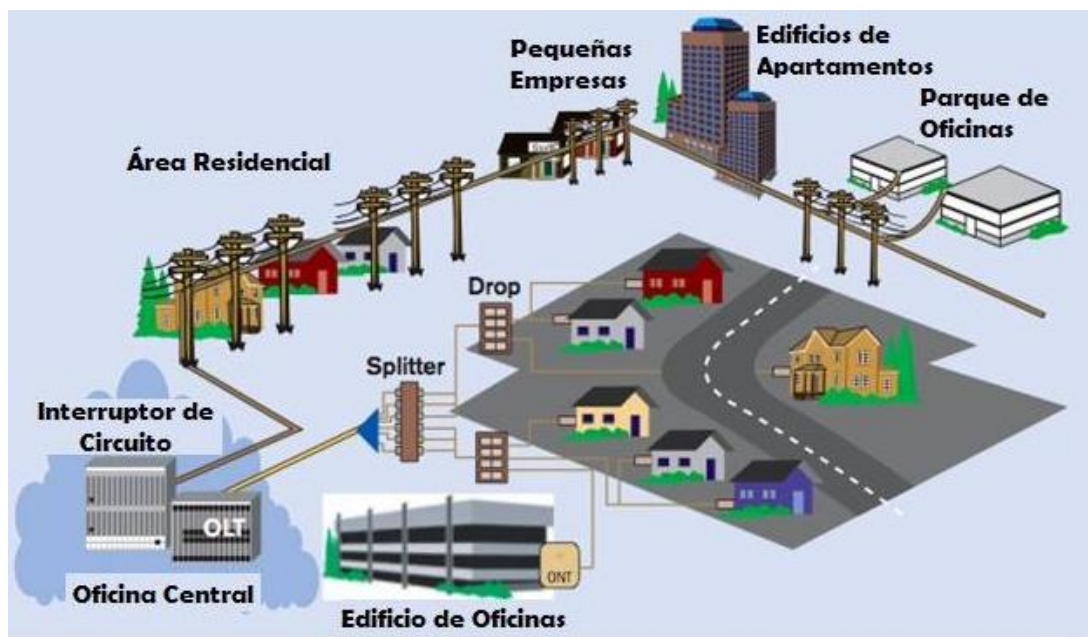 Pequeñas
Empresas
Edificios de
Apartamentos
Parque de
Oficinas
Área Residencial
Drop
Splitter
Interruptor de
Circuito
OLT
ONT
Oficina Central
Edificio de Oficinas